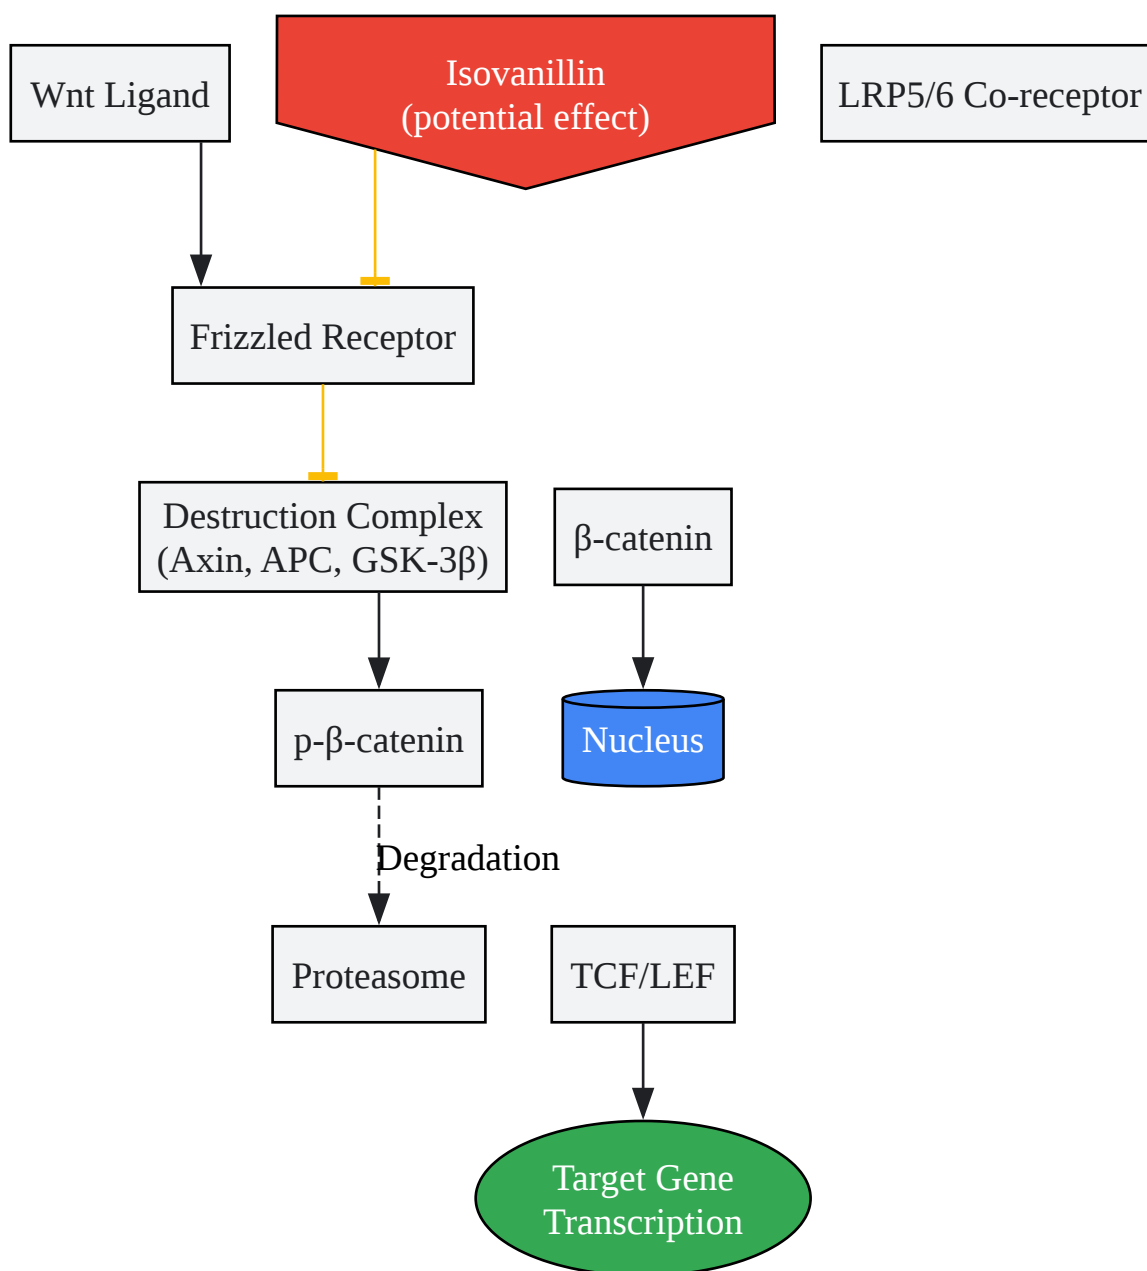 Wnt Ligand
Isovanillin
(potential effect)
LRP5/6 Co-receptor
Frizzled Receptor
Destruction Complex
(Axin, APC, GSK-3β)
β-catenin
p-β-catenin
Nucleus
Degradation
Proteasome
TCF/LEF
Target Gene
Transcription